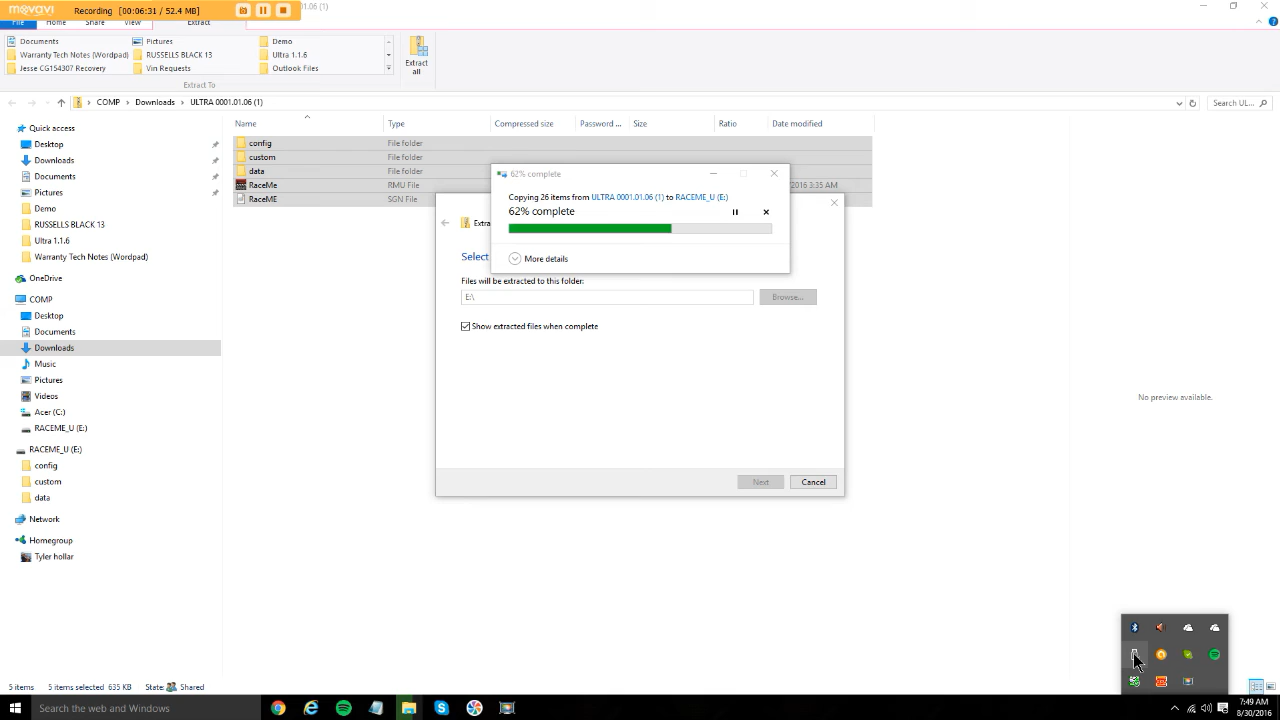 movavi Recording [00:06:31 / 52.4 MB] .01.06 (1)
File Home Share View Extract
Documents Pictures Demo
Warranty Tech Notes (Wordpad) RUSSELLS BLACK 13 Ultra 1.1.6
Jesse CG154307 Recovery Vin Requests Outlook Files
Extract all
Extract To
COMP Downloads ULTRA 0001.01.06 (1) Search UL...
Name Type Compressed size Password ... Size Ratio Date modified
config File folder
custom File folder
data File folder
RaceMe RMU File 2016 3:35 AM
RaceME SGN File
Quick access
Desktop
Downloads
Documents
Pictures
Demo
RUSSELLS BLACK 13
Ultra 1.1.6
Warranty Tech Notes (Wordpad)
OneDrive
COMP
Desktop
Documents
Downloads
Music
Pictures
Videos
Acer (C:)
RACEME_U (E:)
RACEME_U (E:)
config
custom
data
Network
Homegroup
Tyler hollar
62% complete
Copying 26 items from ULTRA 0001.01.06 (1) to RACEME_U (E:)
62% complete
More details
Extra
Select
Files will be extracted to this folder:
E:\ Browse...
Show extracted files when complete
Next Cancel
No preview available.
5 items 5 items selected 635 KB State: Shared
Search the web and Windows
7:49 AM
8/30/2016